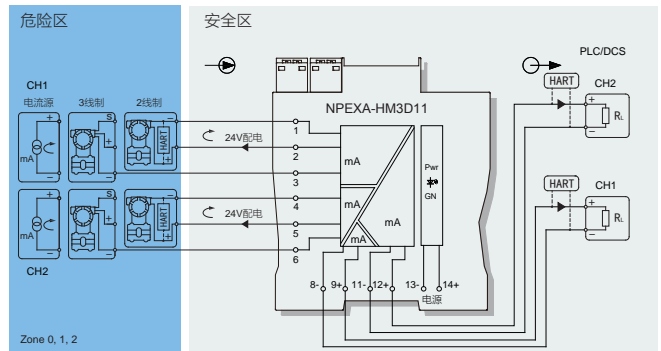 危险区
安全区
PLC/DCS
CH1
电流源
3线制
2线制
HART
CH2
NPEXA-HM3D11
+
mA
−
S
+
−
−
HART
+
24V配电
1
2
3
mA
Pwr
GN
+
RL
−
+
mA
−
S
+
−
−
HART
+
24V配电
4
5
6
mA
mA
mA
HART
CH1
+
RL
−
CH2
8-
9+
11-
12+
13-
14+
电源
Zone 0, 1, 2